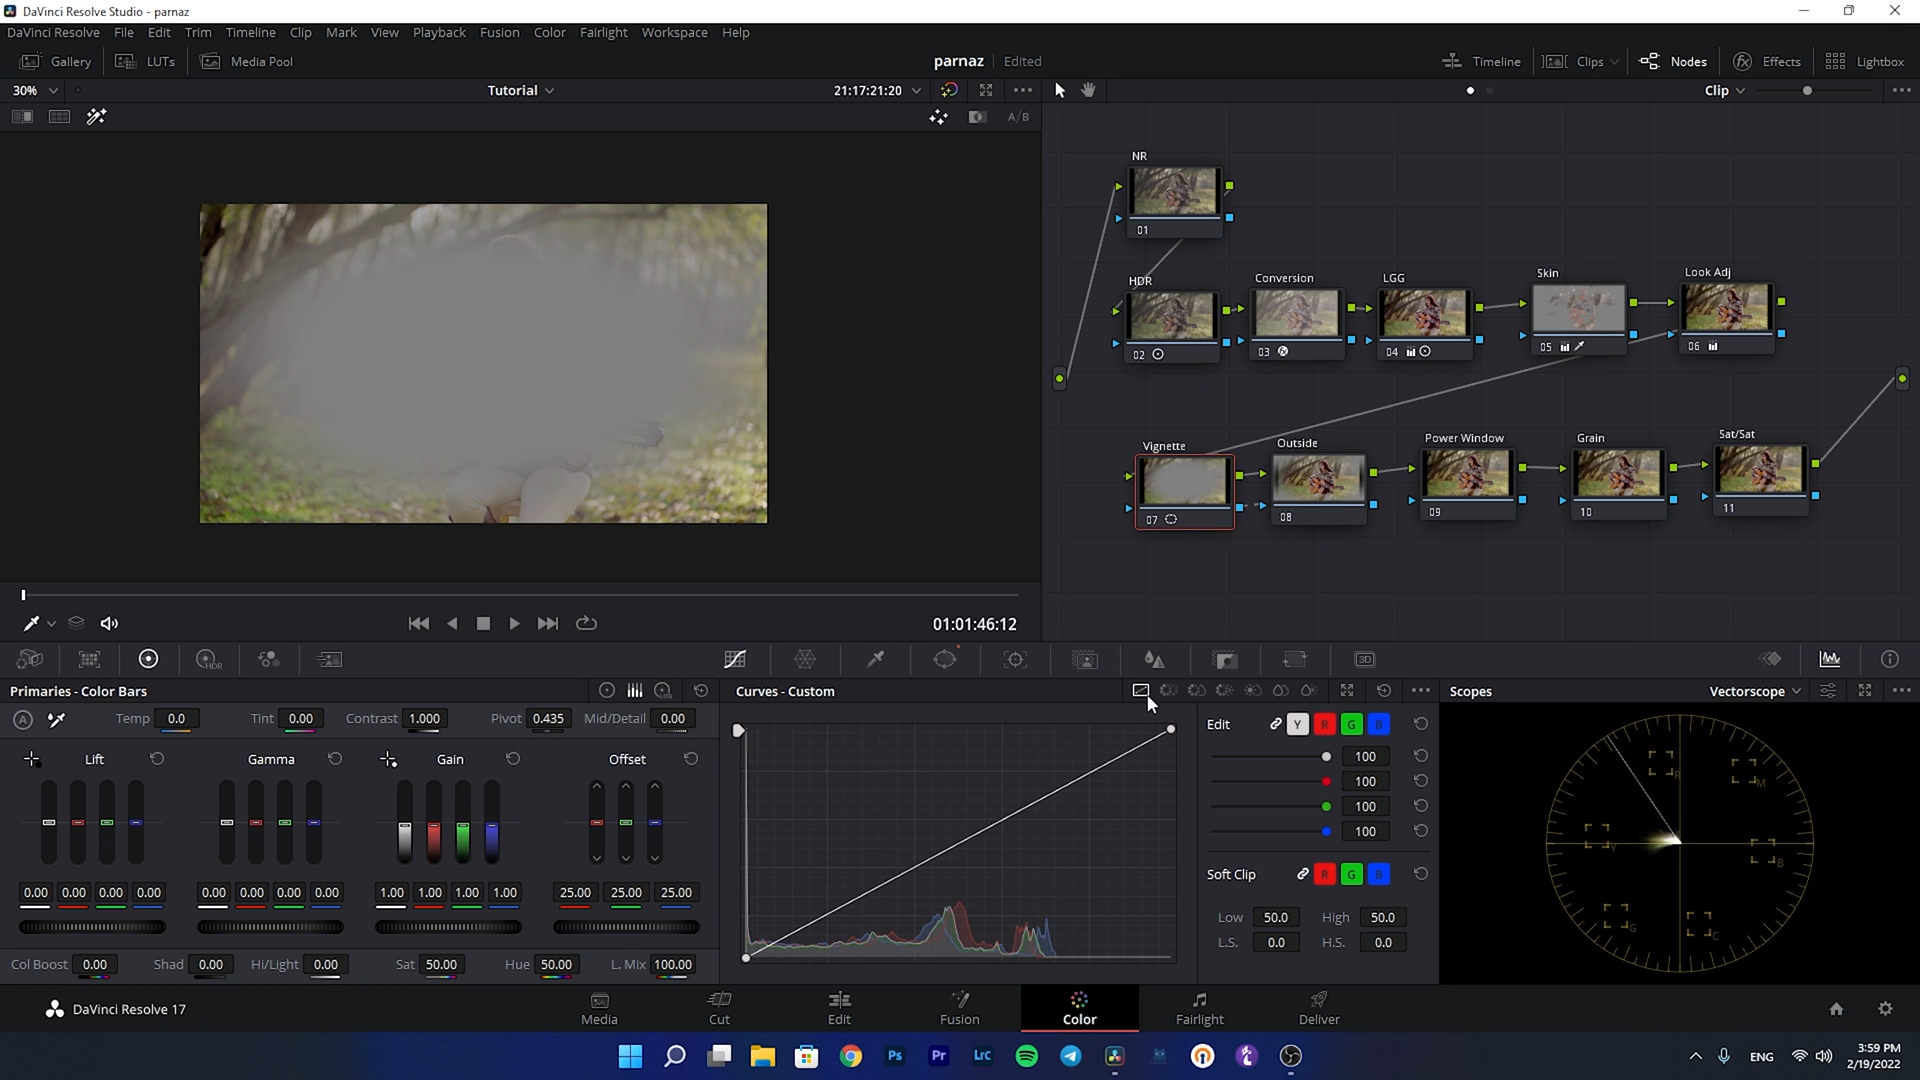 DaVinci Resolve Studio - parnaz
DaVinci Resolve File Edit Trim Timeline Clip Mark View Playback Fusion Color Fairlight Workspace Help
Gallery LUTs Media Pool parnaz Edited Timeline Clips Nodes Effects Lightbox
30% Tutorial 21:17:21:20 Clip
A/B
NR
01
HDR Conversion LGG Skin Look Adj
02 03 04 05 06
Vignette Outside Power Window Grain Sat/Sat
07 08 09 10 11
01:01:46:12
HDR 3D
Primaries - Color Bars Curves - Custom Scopes Vectorscope
A Temp 0.0 Tint 0.00 Contrast 1.000 Pivot 0.435 Mid/Detail 0.00 Edit Y R G B
Lift Gamma Gain Offset
100
100
100
100
Soft Clip R G B
0.00 0.00 0.00 0.00 0.00 0.00 0.00 0.00 1.00 1.00 1.00 1.00 25.00 25.00 25.00
Low 50.0 High 50.0
L.S. 0.0 H.S. 0.0
Col Boost 0.00 Shad 0.00 Hi/Light 0.00 Sat 50.00 Hue 50.00 L. Mix 100.00
R M
Y B
G C
DaVinci Resolve 17 Media Cut Edit Fusion Color Fairlight Deliver
Ps Pr Lrc ENG 3:59 PM
2/19/2022